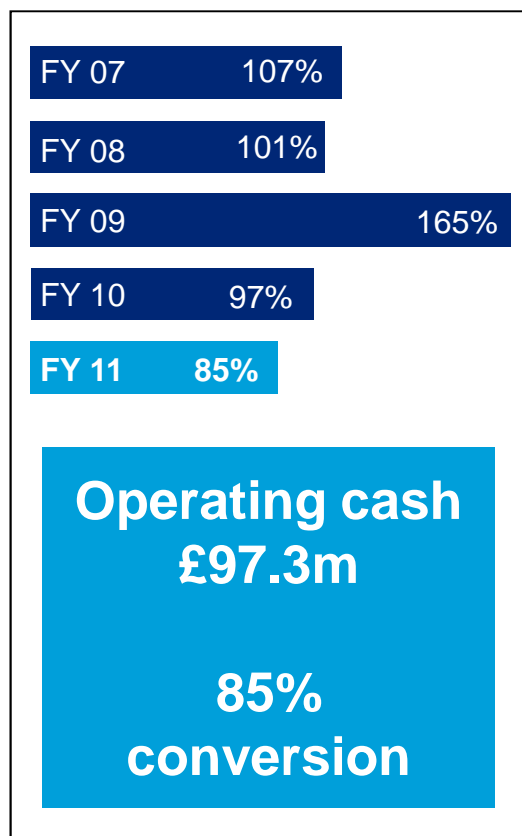 FY 07 107%
FY 08 101%
FY 09 165%
FY 10 97%
FY 11 85%
Operating cash
£97.3m
85%
conversion